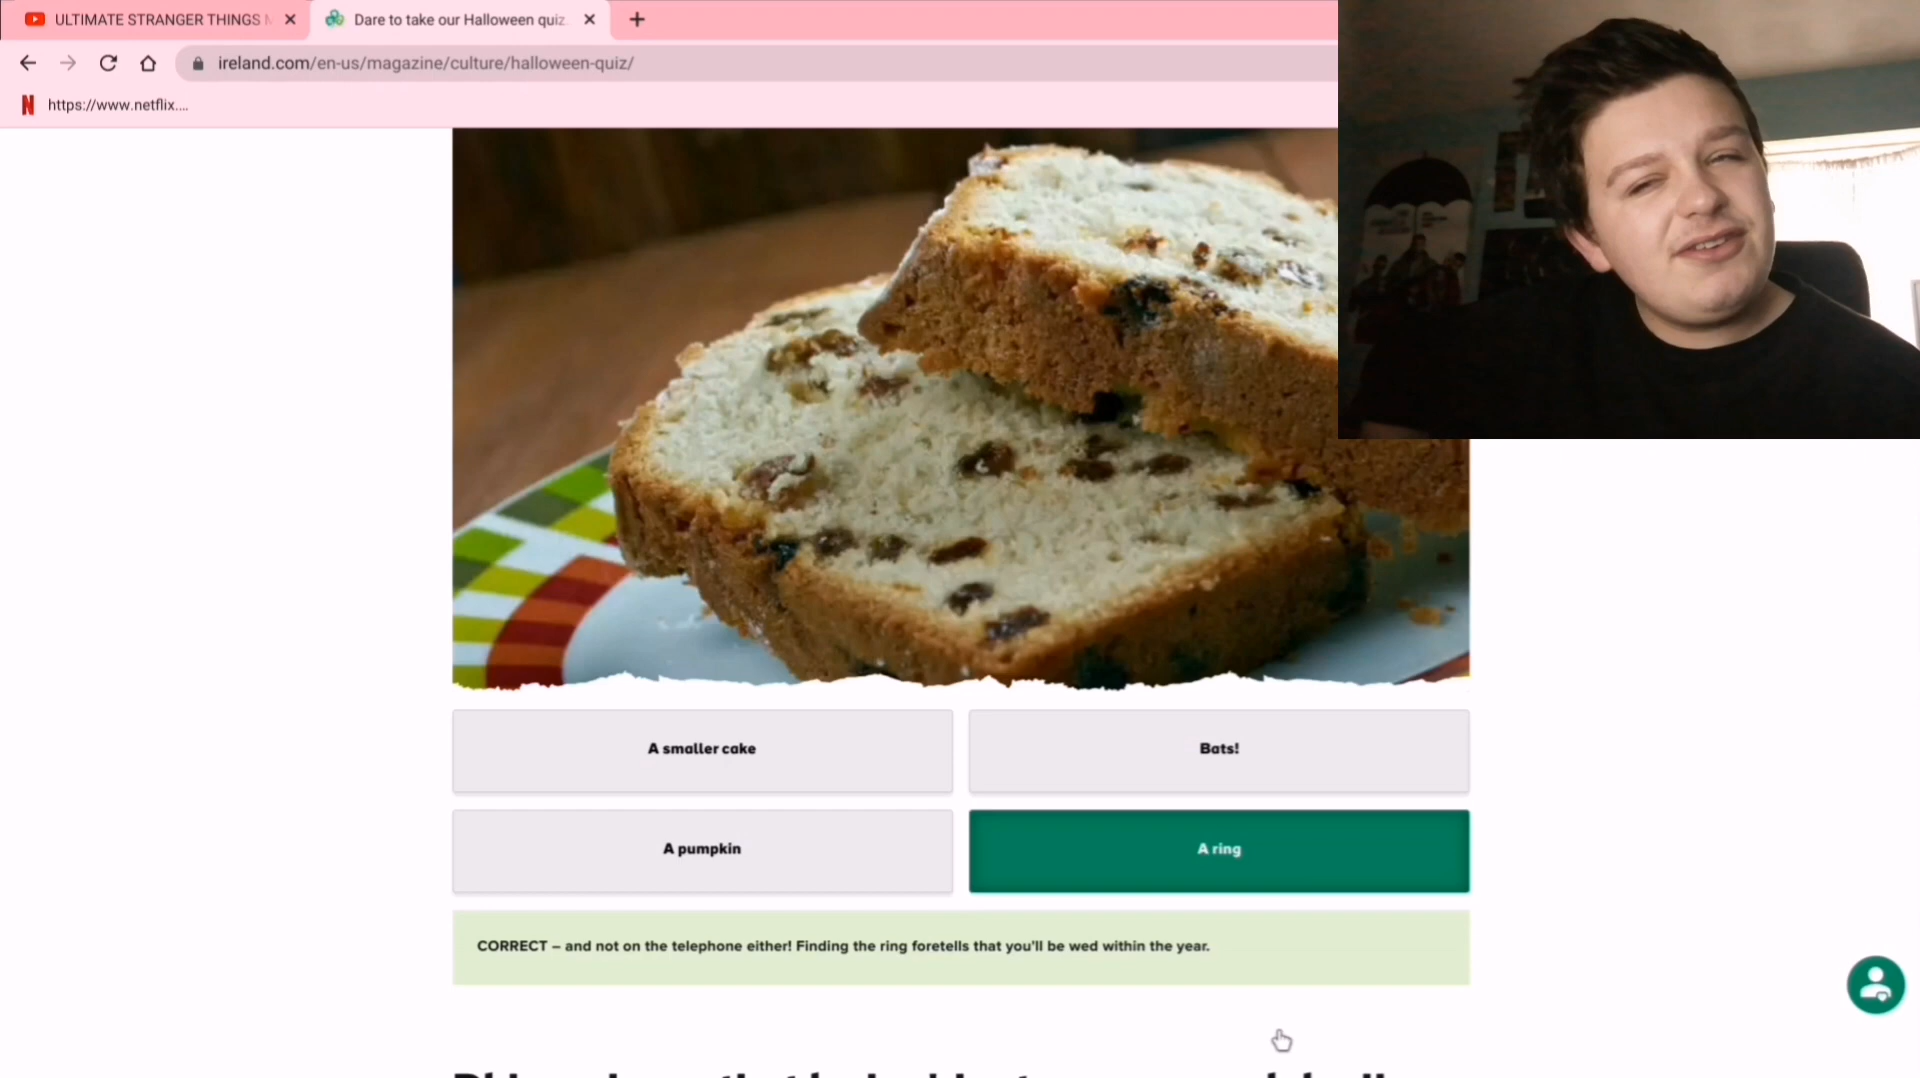 ULTIMATE STRANGER THINGS
Dare to take our Halloween quiz
ireland.com/en-us/magazine/culture/halloween-quiz/
N https://www.netflix....
A smaller cake
Bats!
A pumpkin
A ring
CORRECT – and not on the telephone either! Finding the ring foretells that you'll be wed within the year.